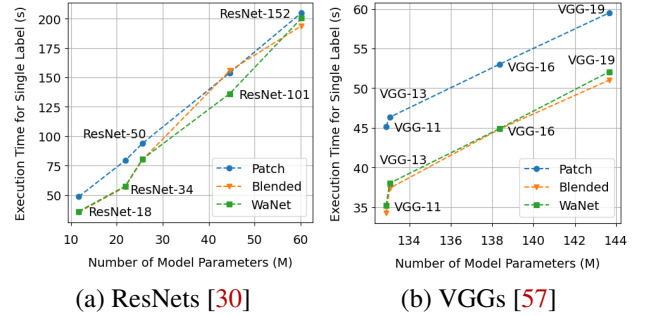 Execution Time for Single Label (s)
200
175
150
125
100
75
50
ResNet-152
ResNet-101
ResNet-50
ResNet-34
ResNet-18
Patch
Blended
WaNet
10
20
30
40
50
60
Number of Model Parameters (M)
(a) ResNets [30]
Execution Time for Single Label (s)
60
55
50
45
40
35
VGG-19
VGG-16
VGG-13
VGG-11
VGG-19
VGG-16
VGG-13
VGG-11
Patch
Blended
WaNet
134
136
138
140
142
144
Number of Model Parameters (M)
(b) VGGs [57]